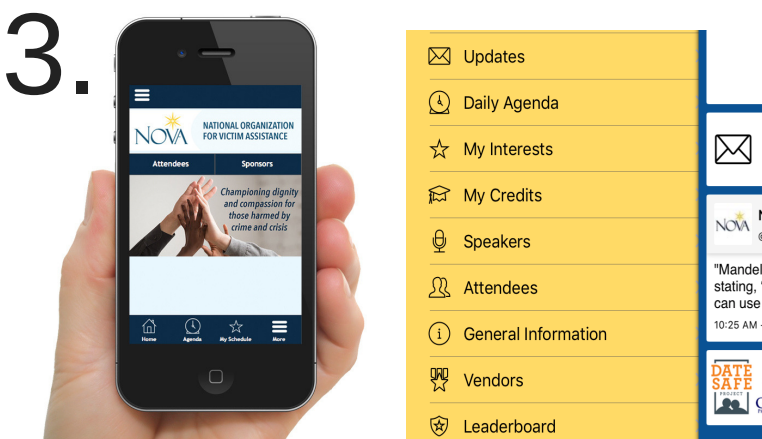 3.
NOVA
NATIONAL ORGANIZATION
FOR VICTIM ASSISTANCE
Attendees
Sponsors
Championing dignity
and compassion for
those harmed by
crime and crisis
Home
Agenda
My Schedule
More
Updates
Daily Agenda
My Interests
My Credits
Speakers
Attendees
General Information
Vendors
Leaderboard
NOVA
"Mandel
stating,
can use
10:25 AM
DATE
SAFE
PROJECT